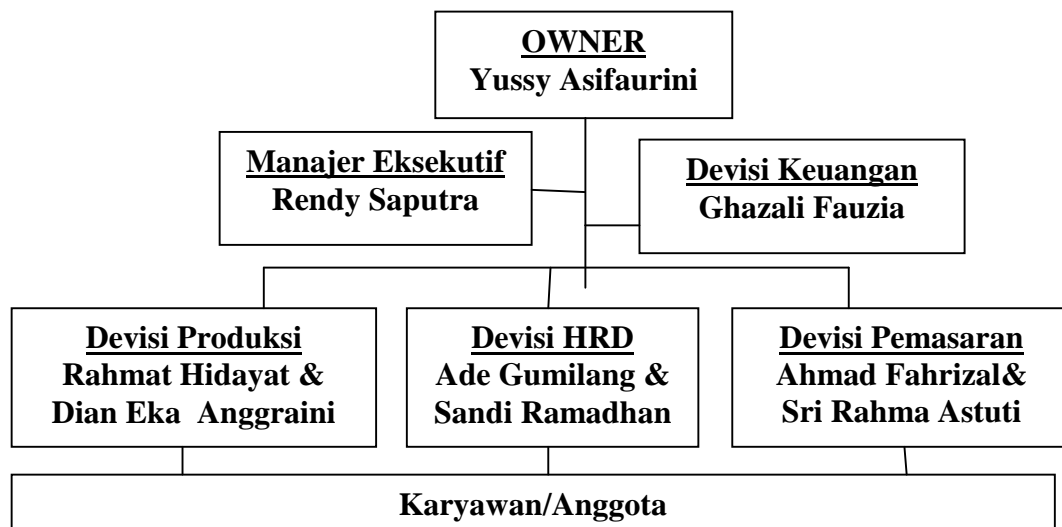 OWNER
Yussy Asifaurini
Manajer Eksekutif
Rendy Saputra
Devisi Keuangan
Ghazali Fauzia
Devisi Produksi
Rahmat Hidayat &
Dian Eka  Anggraini
Devisi HRD
Ade Gumilang &
Sandi Ramadhan
Devisi Pemasaran
Ahmad Fahrizal&
Sri Rahma Astuti
Karyawan/Anggota